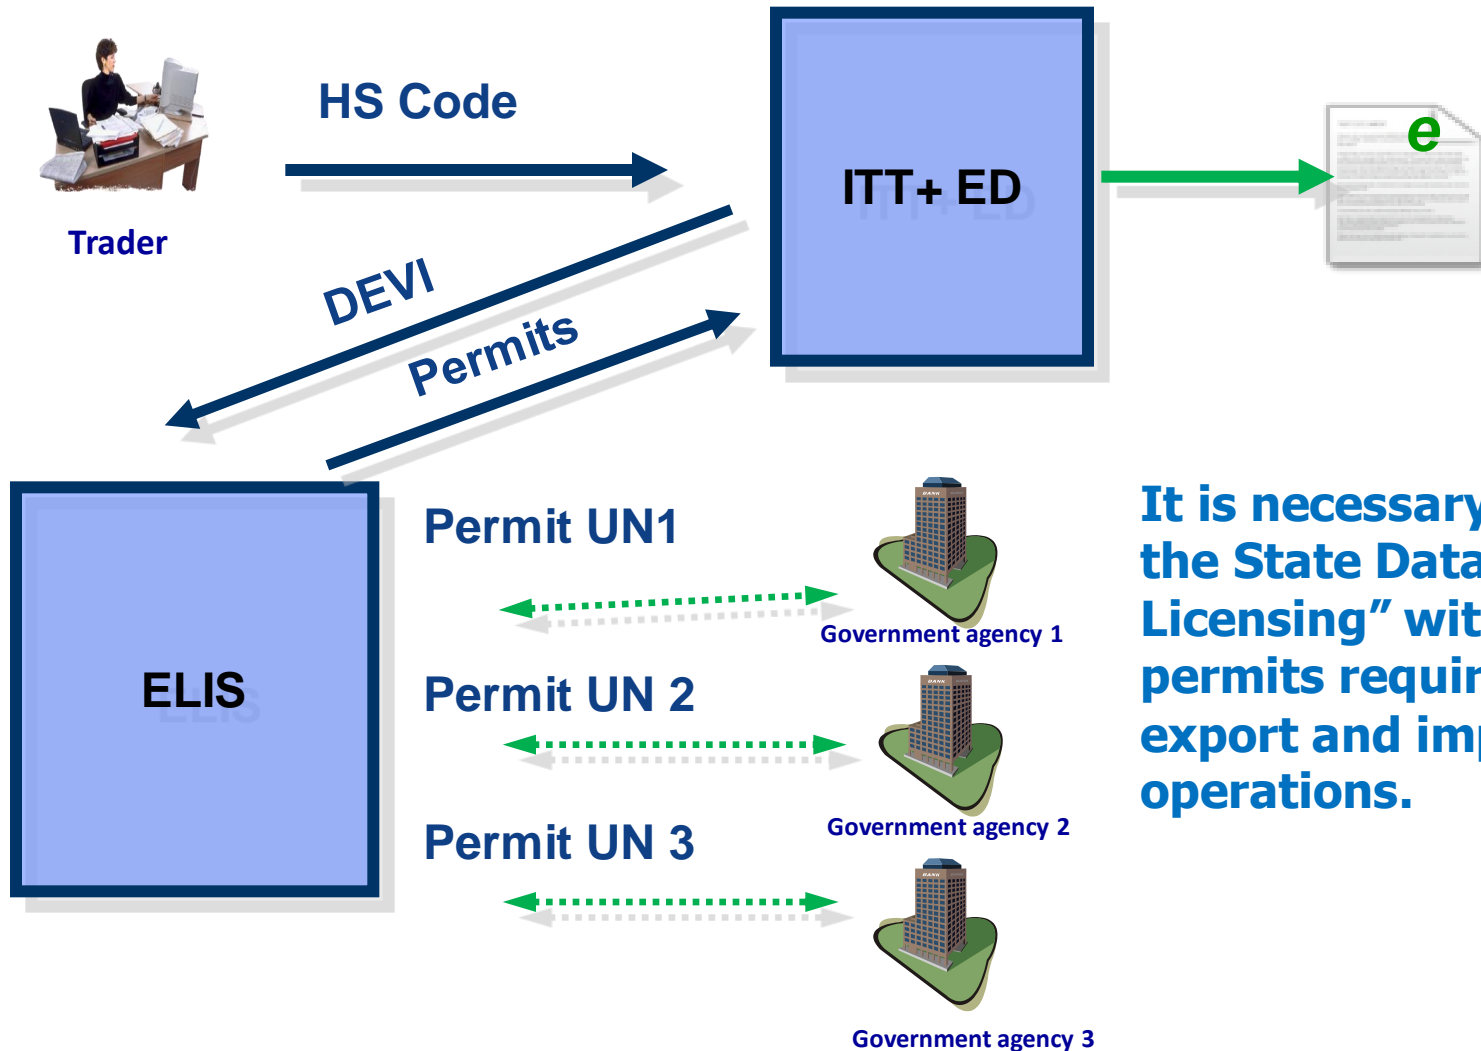 HS Code
Trader
ITT+ ED
e
DEVI
Permits
ELIS
Permit UN1
Government agency 1
Permit UN 2
Government agency 2
Permit UN 3
Government agency 3
It is necessary
the State Data
Licensing” wit
permits requir
export and imp
operations.